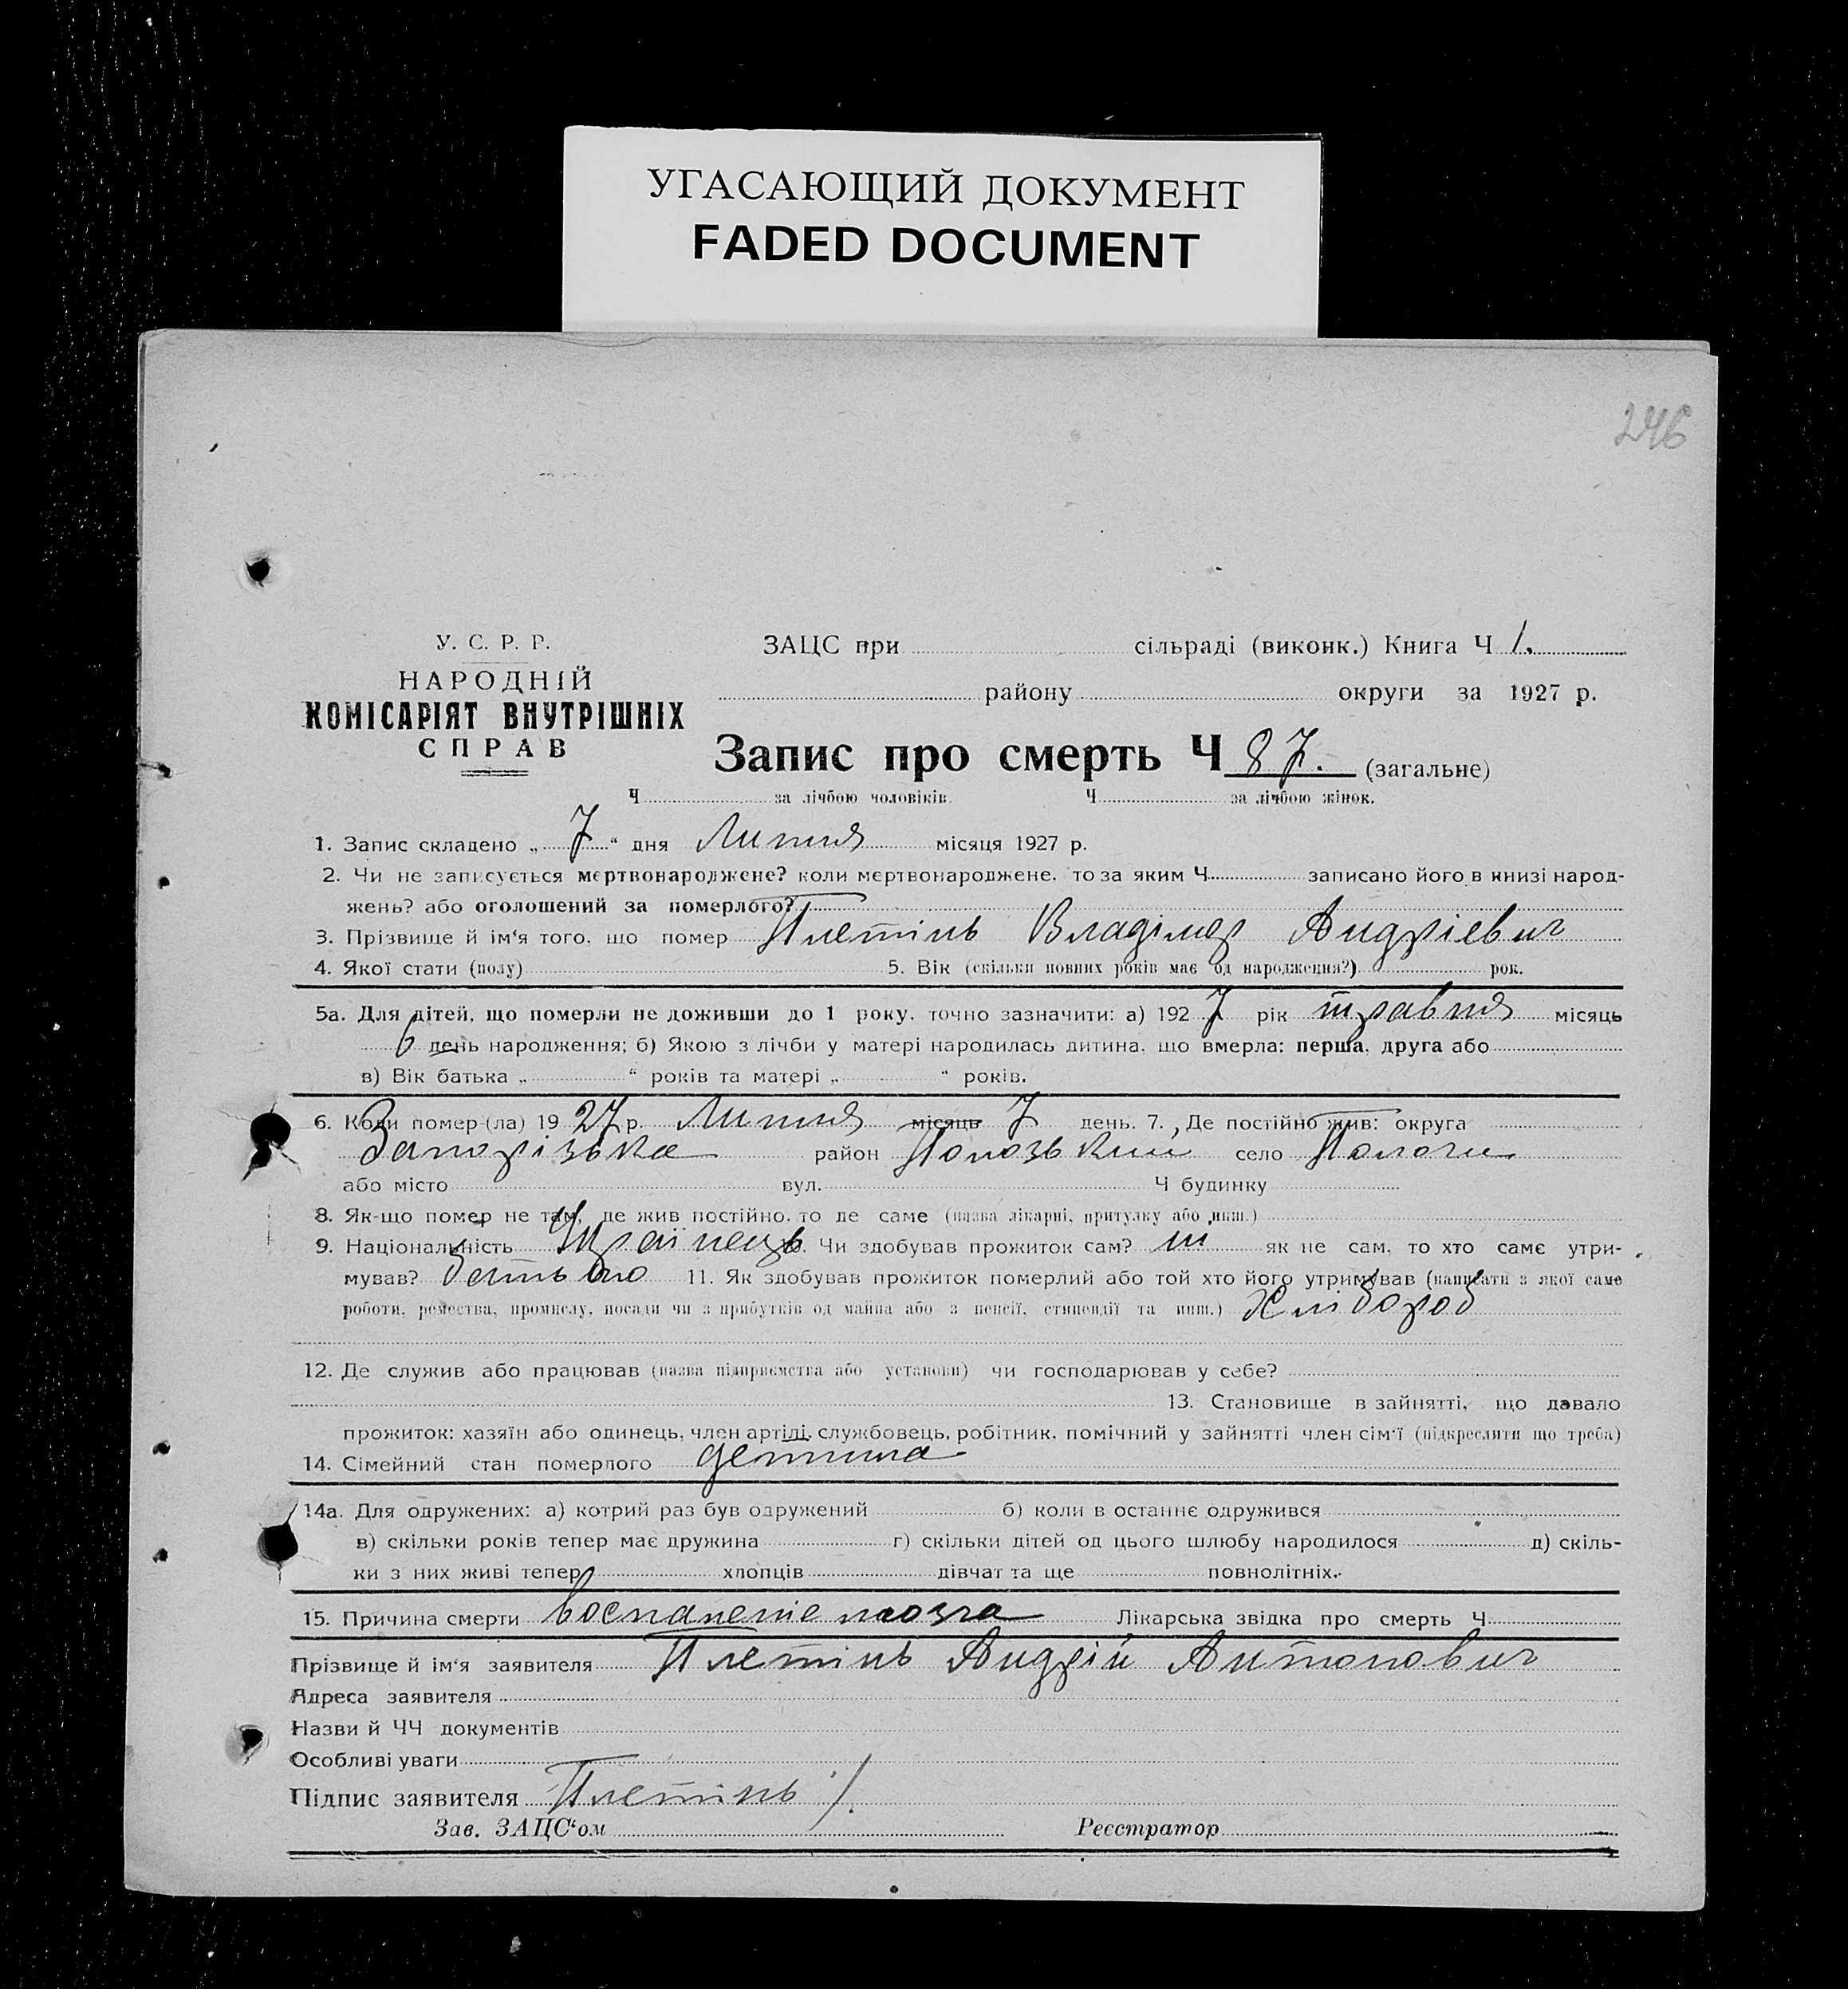 УГАСАЮЩИЙ ДОКУМЕНТ
FADED DOCUMENT
246
У. С. Р. Р.
НАРОДНІЙ
КОМІСАРІЯТ ВНУТРІШНІХ
СПРАВ
ЗАЦС при сільраді (виконк.) Книга Ч 1.
району округи за 1927 р.
Запис про смерть Ч 87. (загальне)
Ч за лічбою чоловіків. Ч за лічбою жінок.
1. Запис складено „ 7 “ дня Липня місяця 1927 р.
2. Чи не записується мертвонароджене? коли мертвонароджене, то за яким Ч записано його в книзі народ-
жень? або оголошений за померлого?
3. Прізвище й ім'я того, що помер Плетінь Владімер Андрієвич
4. Якої стати (полу) 5. Вік (скільки повних років має од народження?) рок.
5а. Для дітей, що померли не доживши до 1 року, точно зазначити: а) 192 7 рік травня місяць
6 день народження; б) Якою з лічби у матері народилась дитина, що вмерла: перша, друга або
в) Вік батька „ “ років та матері „ “ років.
6. Коли помер (ла) 19 27 р. Липня місяць 7 день. 7. Де постійно жив: округа
Запорізька район Полозький село Пологи
або місто вул. Ч будинку
8. Як-що помер не там, де жив постійно, то де саме (назва лікарні, притулку або инш.)
9. Національність Украінець. Чи здобував прожиток сам? ні як не сам, то хто саме утри-
мував? батько 11. Як здобував прожиток померлий або той хто його утримував (написати з якої саме
роботи, ремества, промислу, посади чи з прибутків од майна або з пенсії, стипендії та инш.) Хлібороб
12. Де служив або працював (назва підприємства або установи) чи господарював у себе?
13. Становище в зайнятті, що давало
прожиток: хазяїн або одинець, член артілі, службовець, робітник, помічний у зайнятті член сім'ї (підкреслити що треба)
14. Сімейний стан померлого детина
14а. Для одружених: а) котрий раз був одружений б) коли в останнє одружився
в) скільки років тепер має дружина г) скільки дітей од цього шлюбу народилося д) скіль-
ки з них живі тепер хлопців дівчат та ще повнолітніх.
15. Причина смерти воспаленіе мозга Лікарська звідка про смерть Ч
Прізвище й ім'я заявителя Плетінь Андрій Антонович
Адреса заявителя
Назви й ЧЧ документів
Особливі уваги
Підпис заявителя Плетінь
Зав. ЗАЦС‘ом Реєстратор